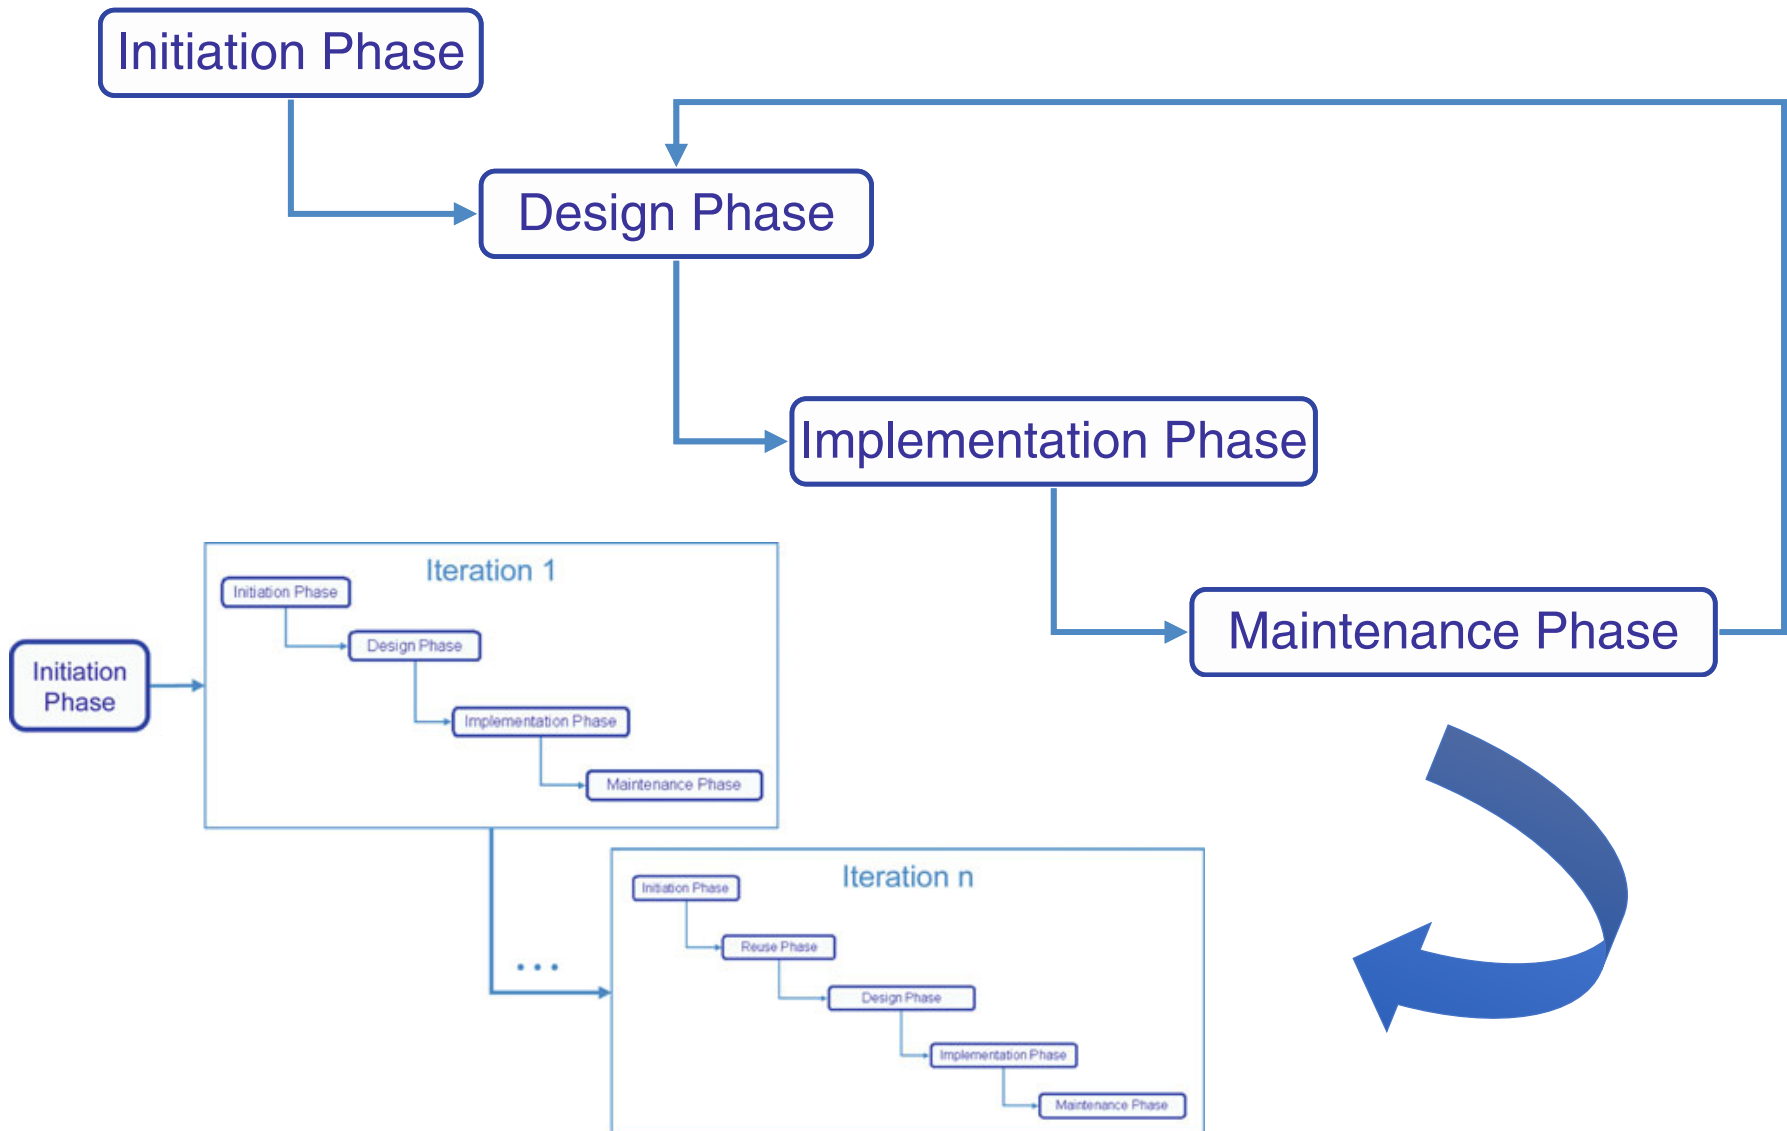 Initiation Phase
Design Phase
Implementation Phase
Maintenance Phase
Initiation
Phase
Iteration 1
Initiation Phase
Design Phase
Implementation Phase
Maintenance Phase
...
Iteration n
Initiation Phase
Reuse Phase
Design Phase
Implementation Phase
Maintenance Phase